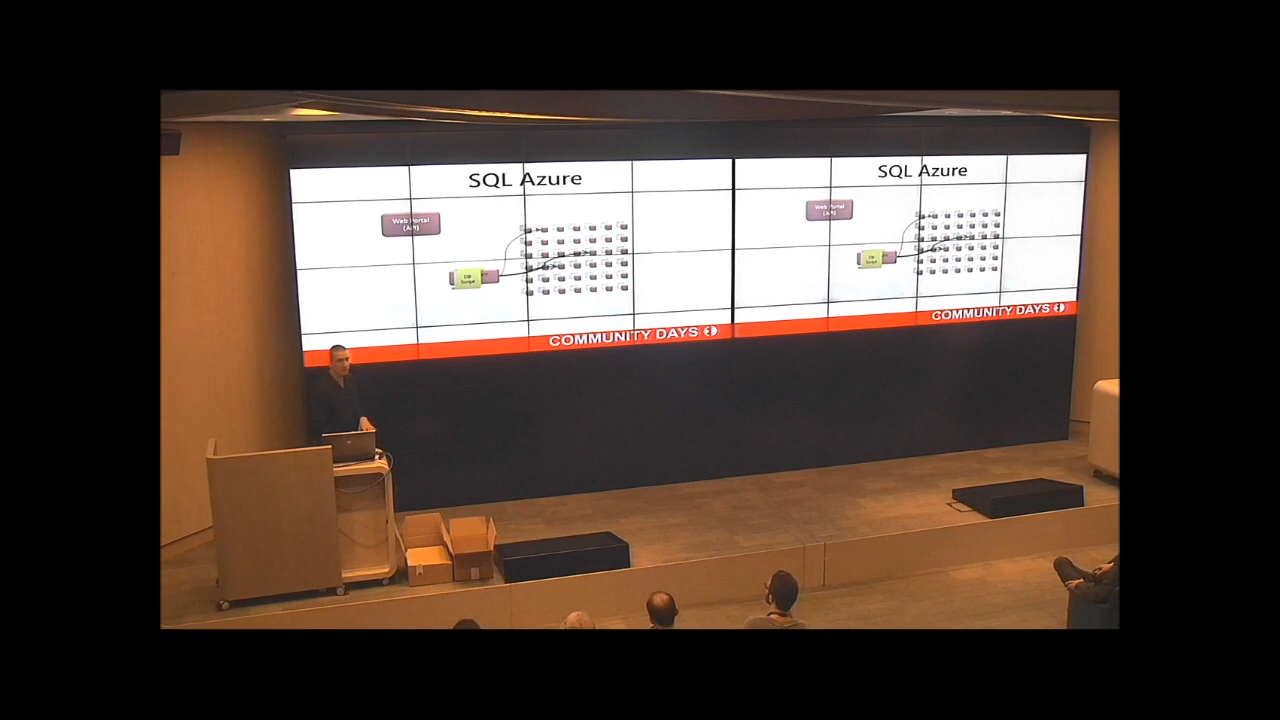 SQL Azure
Web Portal
(API)
DB
Script
COMMUNITY DAYS
SQL Azure
Web Portal
(API)
DB
Script
COMMUNITY DAYS